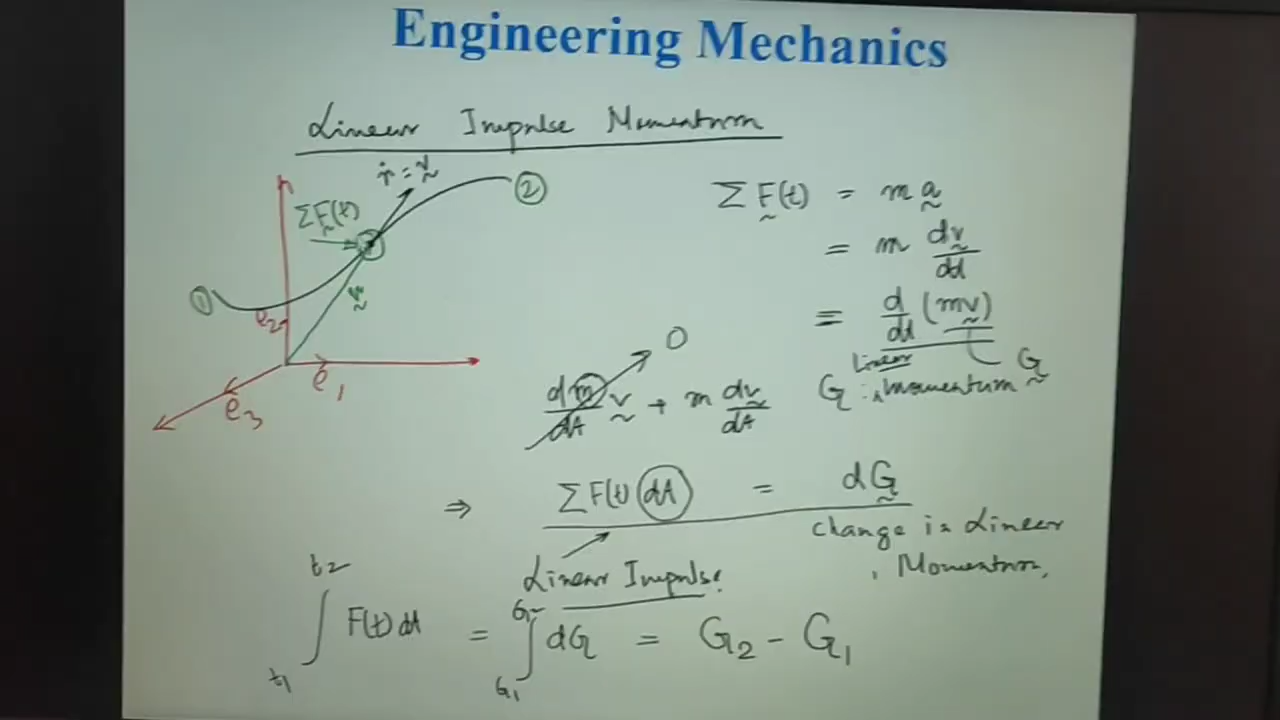 Engineering Mechanics
Linear Impulse Momentum
ṙ = v
②
ΣF(t)
①
r
e2
e1
e3
ΣF(t) = m a
= m dv/dt
= d/dt (mv)
G
G : Linear momentum
dm/dt v + m dv/dt
0
⇒ ΣF(t) dt = dG
Linear Impulse
change in Linear
Momentum
∫t1^t2 F(t) dt = ∫G1^G2 dG = G2 - G1